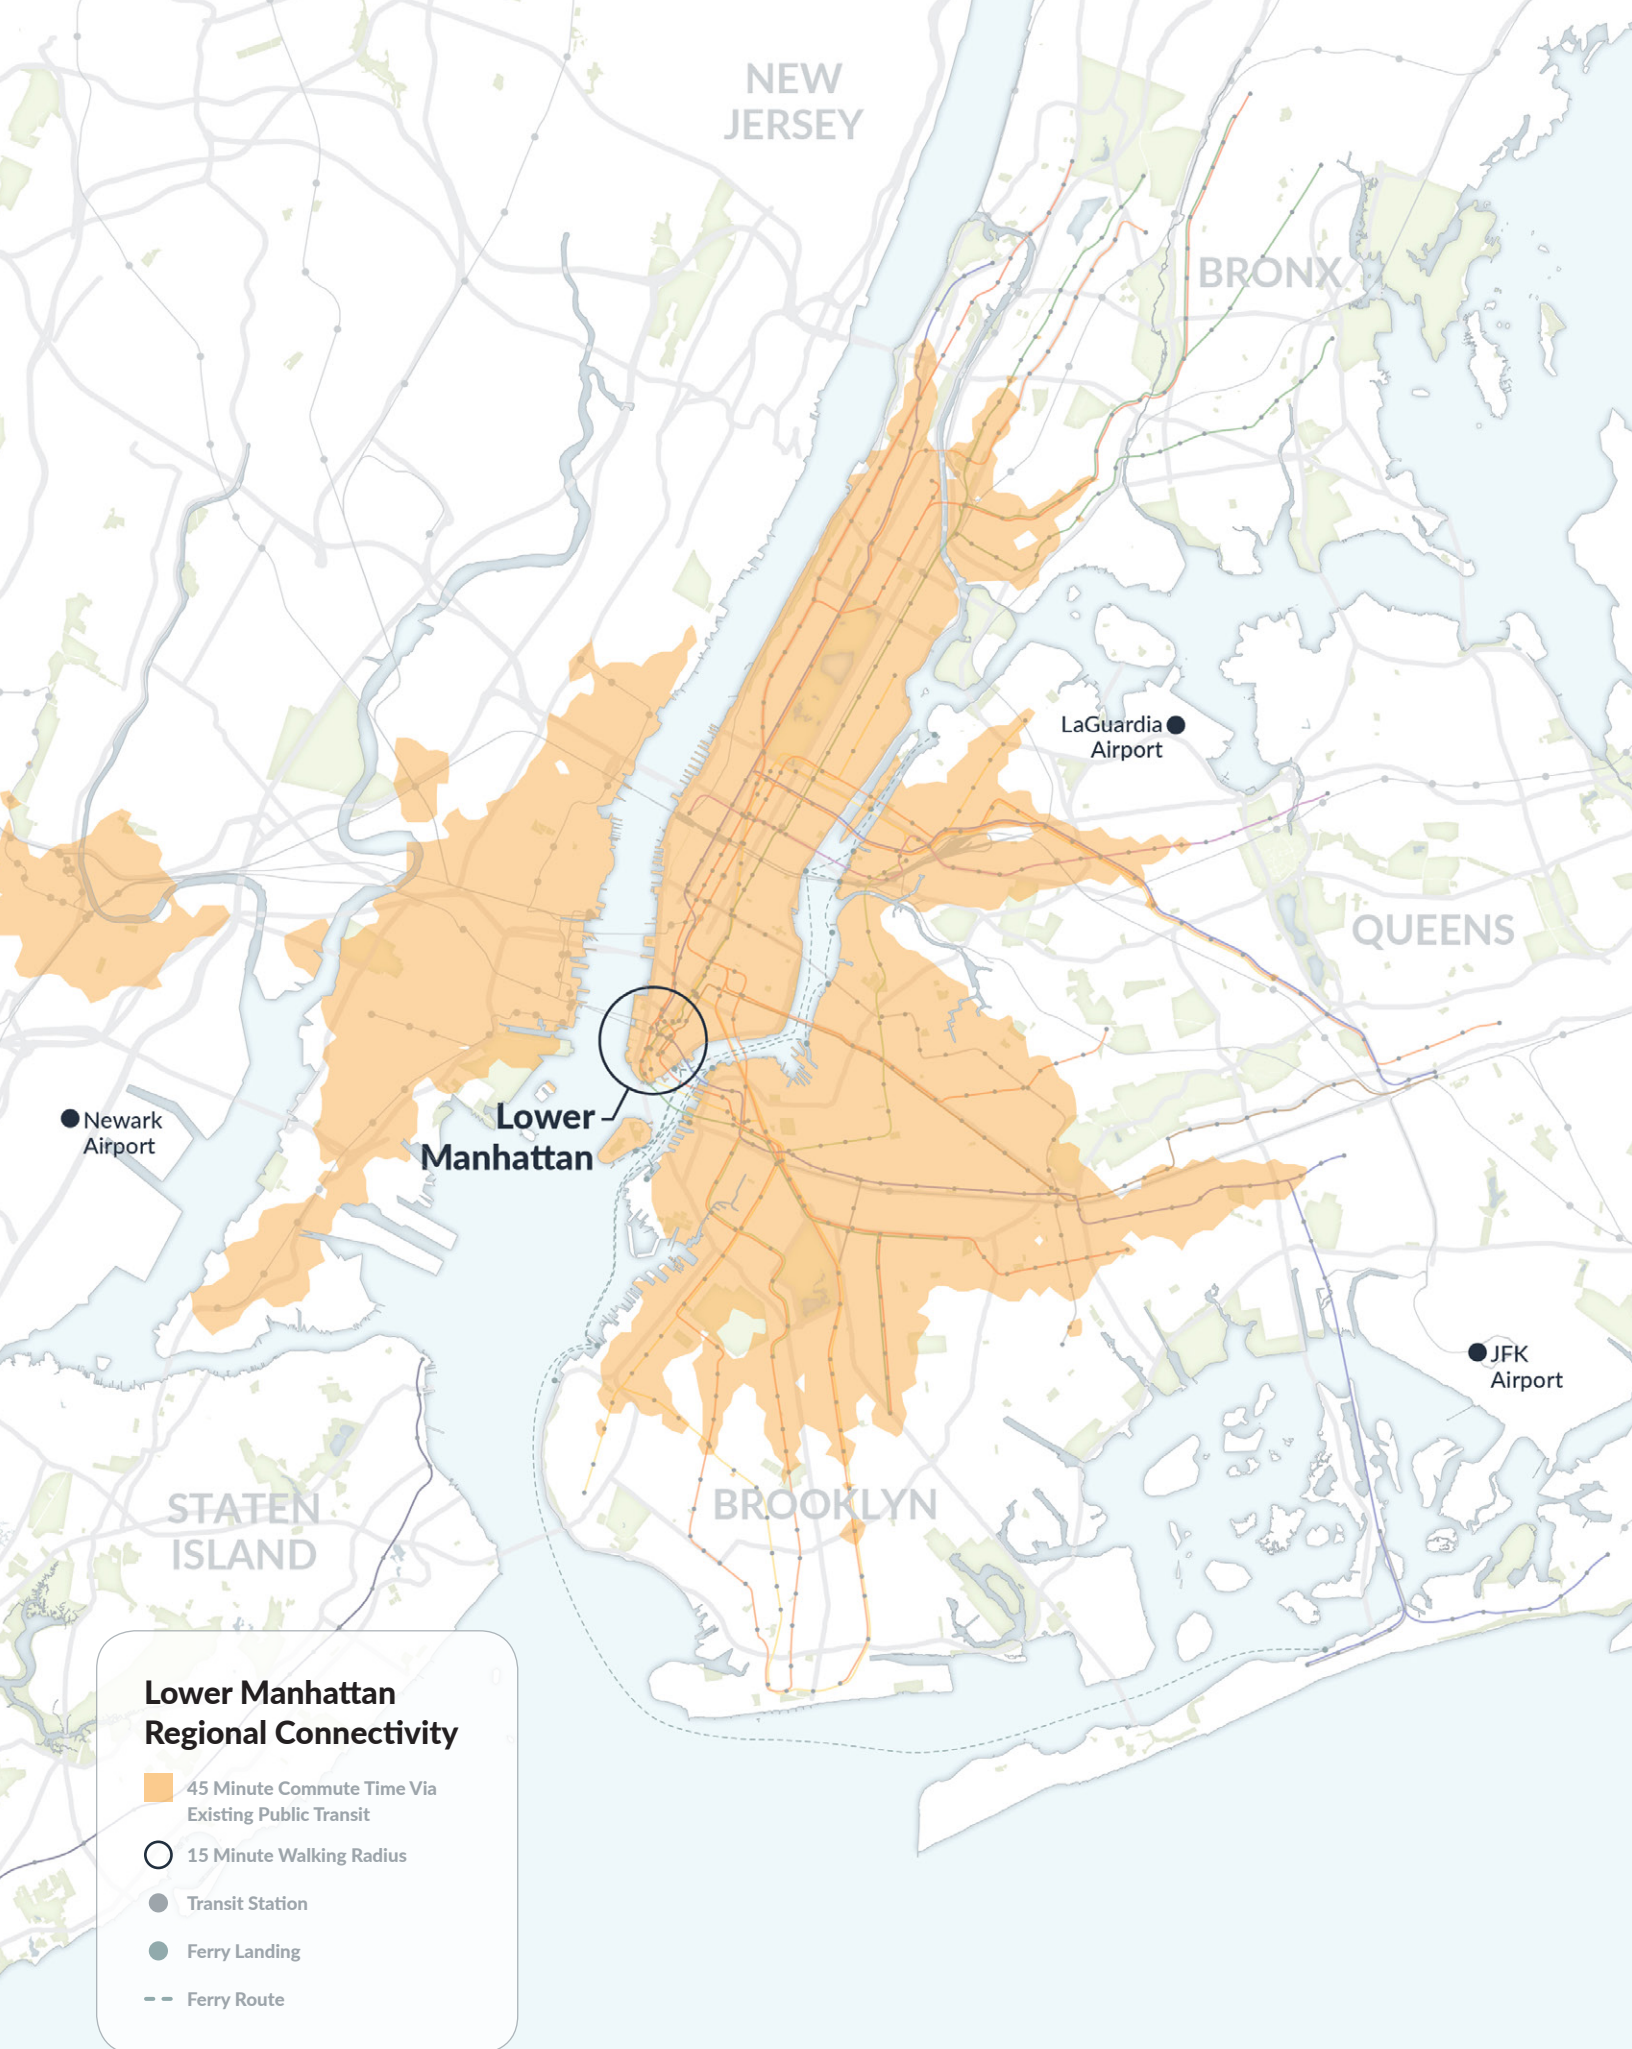 NEW
JERSEY
BRONX
LaGuardia
Airport
QUEENS
Newark
Airport
Lower
Manhattan
JFK
Airport
STATEN
ISLAND
BROOKLYN
Lower Manhattan
Regional Connectivity
45 Minute Commute Time Via
Existing Public Transit
15 Minute Walking Radius
Transit Station
Ferry Landing
Ferry Route